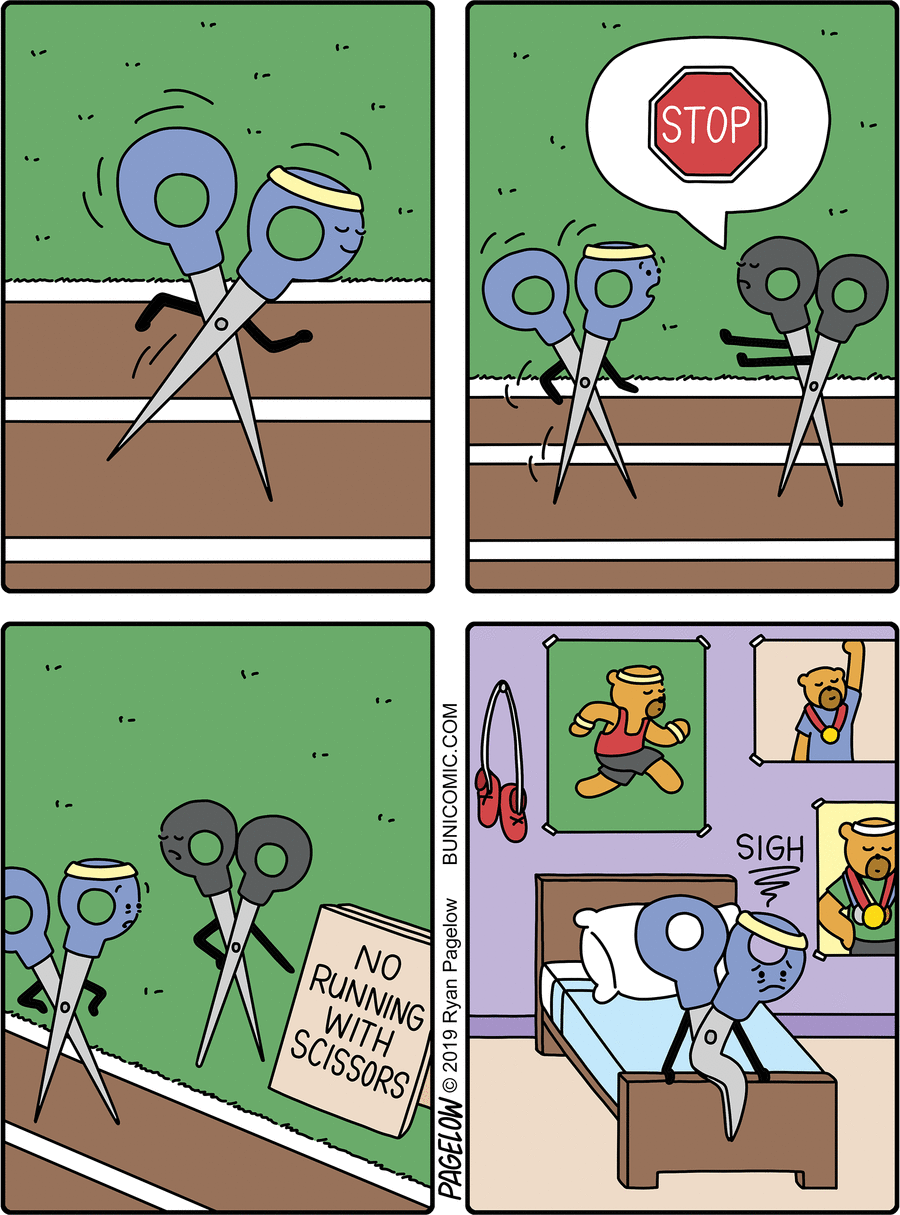 STOP
NO
RUNNING
WITH
SCISSORS
PAGELOW © 2019 Ryan Pagelow BUNICOMIC.COM
SIGH